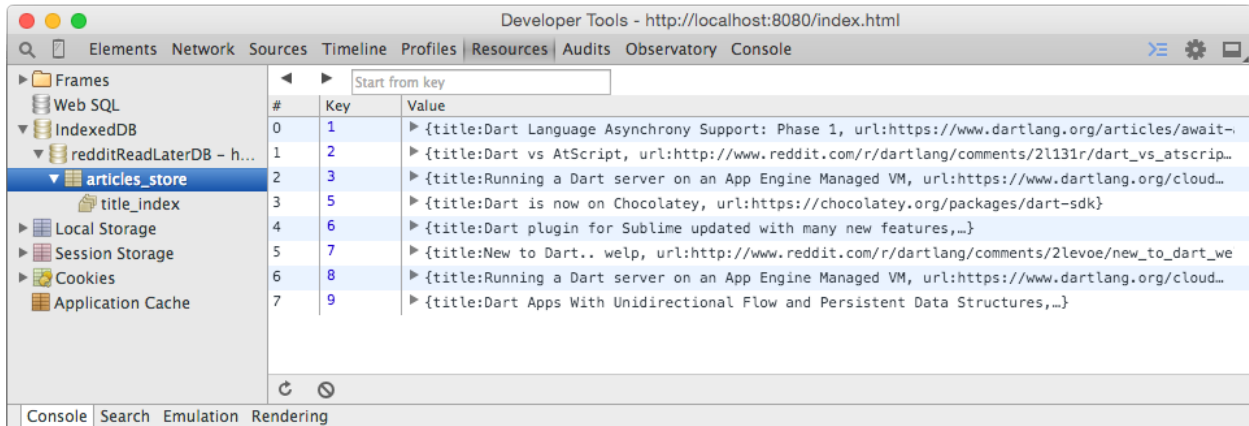 Developer Tools - http://localhost:8080/index.html
Elements Network Sources Timeline Profiles Resources Audits Observatory Console
Frames
Web SQL
IndexedDB
redditReadLaterDB – h...
articles_store
title_index
Local Storage
Session Storage
Cookies
Application Cache
Start from key
# Key Value
0 1 {title:Dart Language Asynchrony Support: Phase 1, url:https://www.dartlang.org/articles/await-
1 2 {title:Dart vs AtScript, url:http://www.reddit.com/r/dartlang/comments/2l131r/dart_vs_atscrip…
2 3 {title:Running a Dart server on an App Engine Managed VM, url:https://www.dartlang.org/cloud…
3 5 {title:Dart is now on Chocolatey, url:https://chocolatey.org/packages/dart-sdk}
4 6 {title:Dart plugin for Sublime updated with many new features,…}
5 7 {title:New to Dart.. welp, url:http://www.reddit.com/r/dartlang/comments/2levoe/new_to_dart_we
6 8 {title:Running a Dart server on an App Engine Managed VM, url:https://www.dartlang.org/cloud…
7 9 {title:Dart Apps With Unidirectional Flow and Persistent Data Structures,…}
Console Search Emulation Rendering